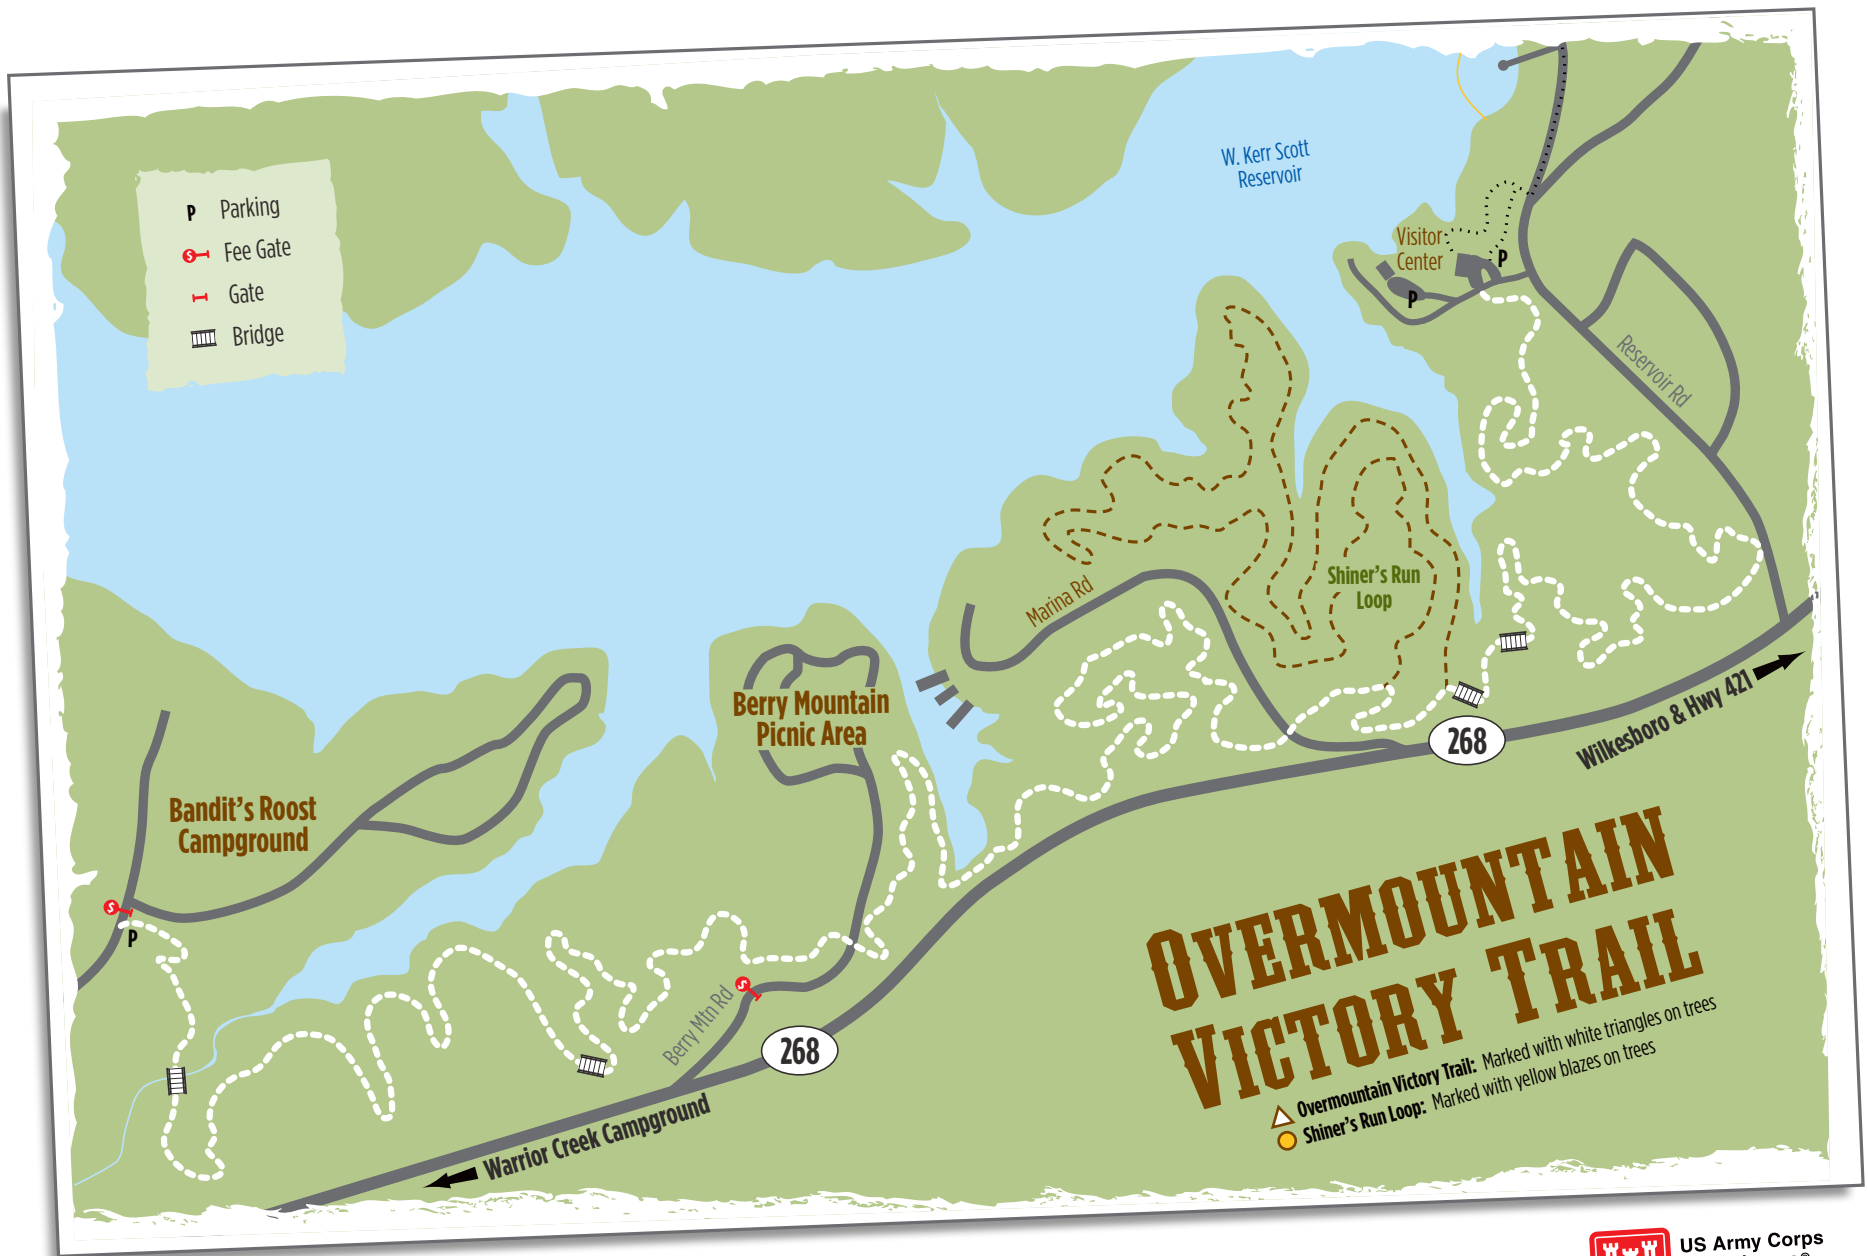 P Parking
S Fee Gate
Gate
Bridge
W. Kerr Scott
Reservoir
Visitor
Center
P
P
Reservoir Rd
Marina Rd
Shiner's Run
Loop
Berry Mountain
Picnic Area
Bandit's Roost
Campground
S
P
S
Berry Mtn Rd
268
268
Wilkesboro & Hwy 421
Warrior Creek Campground
OVERMOUNTAIN
VICTORY TRAIL
Overmountain Victory Trail: Marked with white triangles on trees
Shiner's Run Loop: Marked with yellow blazes on trees
US Army Corps